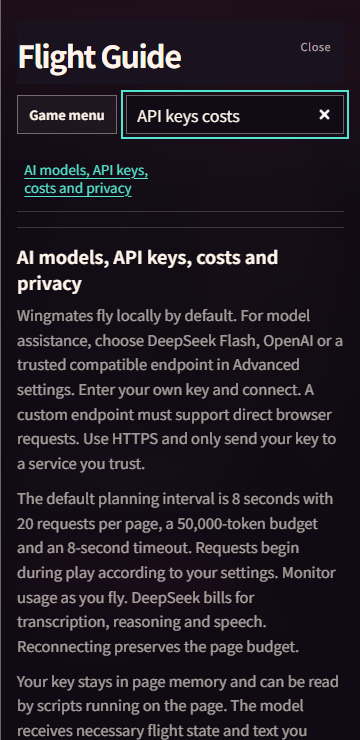 Flight Guide
Close
Game menu
API keys costs
×
AI models, API keys,
costs and privacy
AI models, API keys, costs and
privacy
Wingmates fly locally by default. For model
assistance, choose DeepSeek Flash, OpenAI or a
trusted compatible endpoint in Advanced
settings. Enter your own key and connect. A
custom endpoint must support direct browser
requests. Use HTTPS and only send your key to
a service you trust.
The default planning interval is 8 seconds with
20 requests per page, a 50,000-token budget
and an 8-second timeout. Requests begin
during play according to your settings. Monitor
usage as you fly. DeepSeek bills for
transcription, reasoning and speech.
Reconnecting preserves the page budget.
Your key stays in page memory and can be read
by scripts running on the page. The model
receives necessary flight state and text you